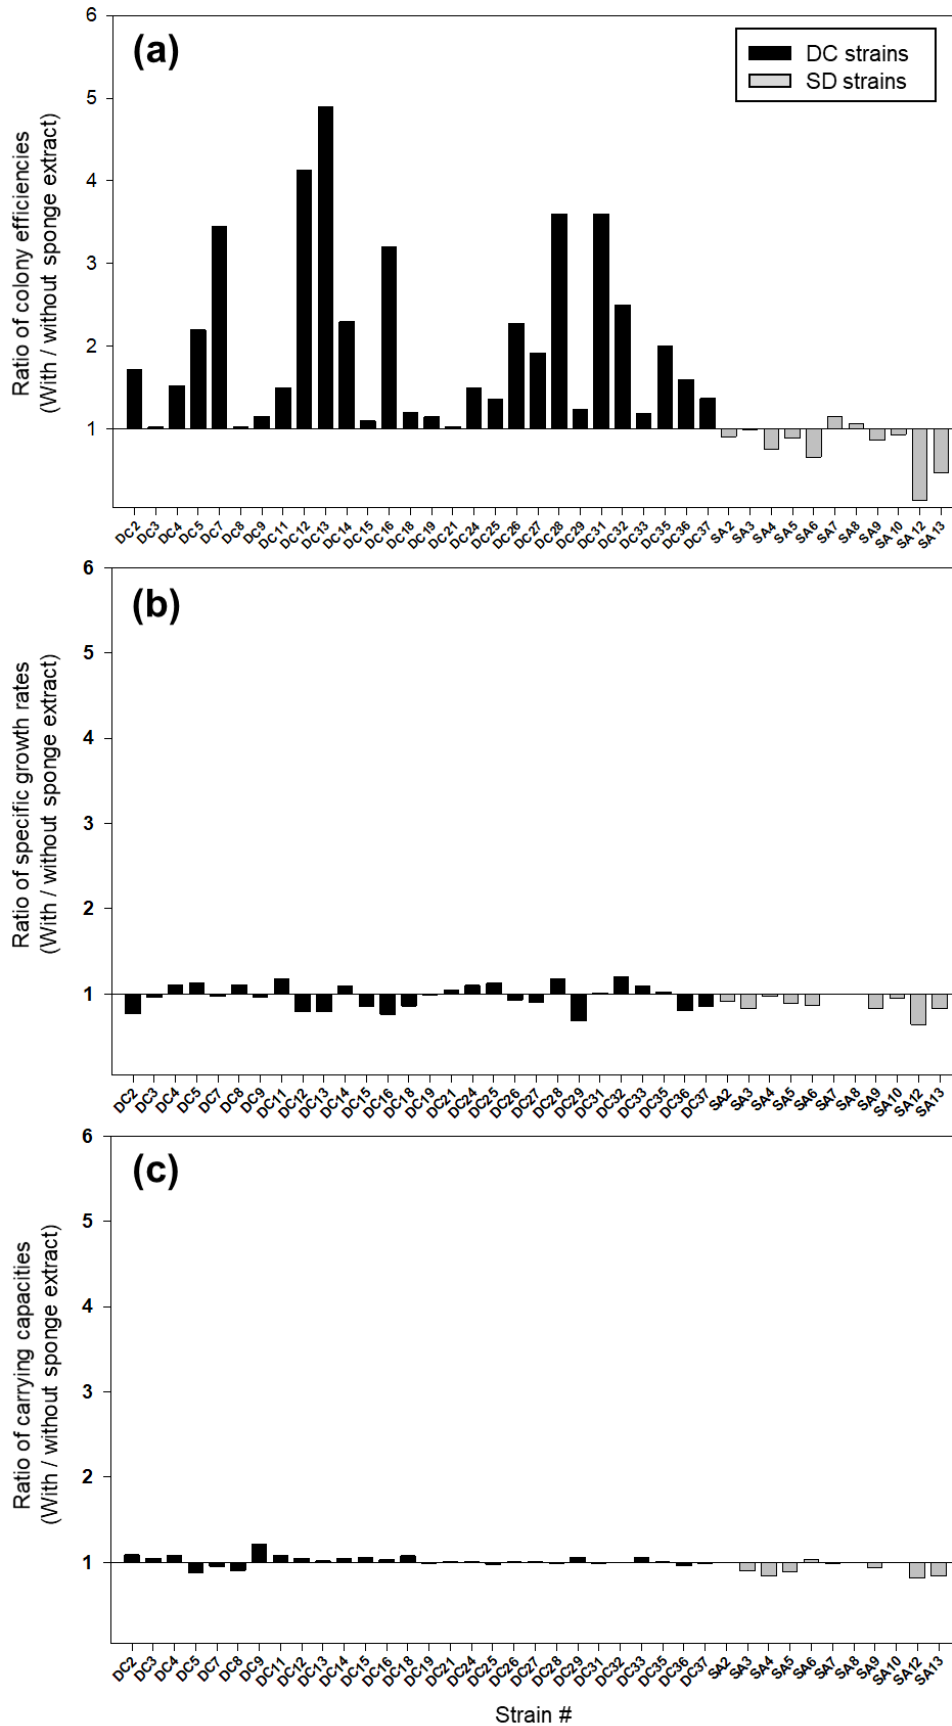 (a)
DC strains
SD strains
Ratio of colony efficiencies
(With / without sponge extract)
6
5
4
3
2
1
DC2 DC3 DC4 DC5 DC7 DC8 DC9 DC11 DC12 DC13 DC14 DC15 DC16 DC18 DC19 DC21 DC24 DC25 DC26 DC27 DC28 DC29 DC31 DC32 DC33 DC35 DC36 DC37 SA2 SA3 SA4 SA5 SA6 SA7 SA8 SA9 SA10 SA12 SA13
(b)
Ratio of specific growth rates
(With / without sponge extract)
6
5
4
3
2
1
DC2 DC3 DC4 DC5 DC7 DC8 DC9 DC11 DC12 DC13 DC14 DC15 DC16 DC18 DC19 DC21 DC24 DC25 DC26 DC27 DC28 DC29 DC31 DC32 DC33 DC35 DC36 DC37 SA2 SA3 SA4 SA5 SA6 SA7 SA8 SA9 SA10 SA12 SA13
(c)
Ratio of carrying capacities
(With / without sponge extract)
6
5
4
3
2
1
DC2 DC3 DC4 DC5 DC7 DC8 DC9 DC11 DC12 DC13 DC14 DC15 DC16 DC18 DC19 DC21 DC24 DC25 DC26 DC27 DC28 DC29 DC31 DC32 DC33 DC35 DC36 DC37 SA2 SA3 SA4 SA5 SA6 SA7 SA8 SA9 SA10 SA12 SA13
Strain #